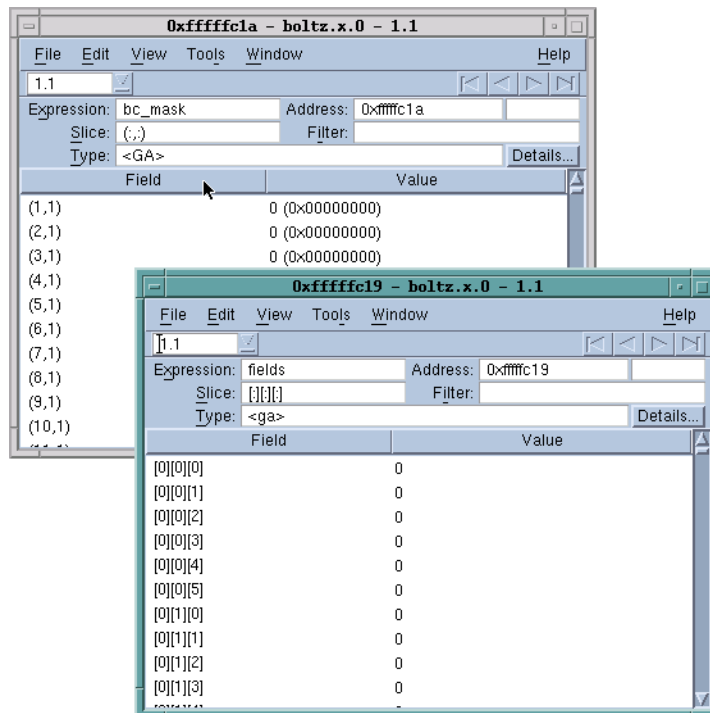 0xfffffc1a - boltz.x.0 - 1.1
File Edit View Tools Window Help
1.1
Expression: bc_mask Address: 0xfffffc1a
Slice: (:,:) Filter:
Type: <GA> Details...
Field Value
(1,1) 0 (0x00000000)
(2,1) 0 (0x00000000)
(3,1) 0 (0x00000000)
(4,1)
(5,1)
(6,1)
(7,1)
(8,1)
(9,1)
(10,1)
0xfffffc19 - boltz.x.0 - 1.1
File Edit View Tools Window Help
1.1
Expression: fields Address: 0xfffffc19
Slice: [:][:][:] Filter:
Type: <ga> Details...
Field Value
[0][0][0] 0
[0][0][1] 0
[0][0][2] 0
[0][0][3] 0
[0][0][4] 0
[0][0][5] 0
[0][1][0] 0
[0][1][1] 0
[0][1][2] 0
[0][1][3] 0